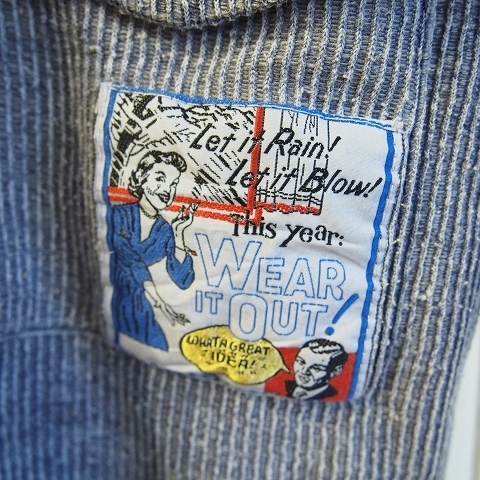 Let it Rain!
Let it Blow!
This year:
WEAR
IT OUT!
WHAT A GREAT
IDEA!